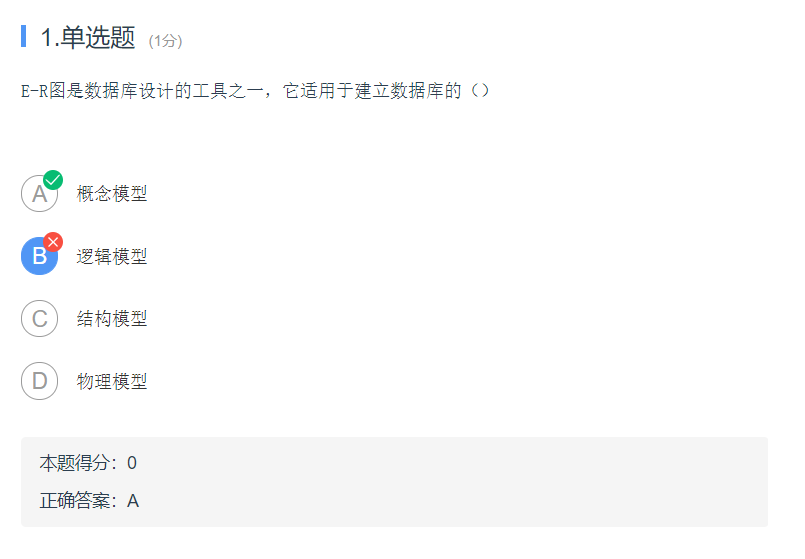 1.单选题 (1分)
E-R图是数据库设计的工具之一，它适用于建立数据库的（）
A 概念模型
B 逻辑模型
C 结构模型
D 物理模型
本题得分：0
正确答案：A